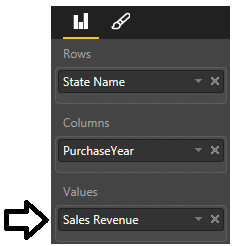 Rows
State Name
Columns
PurchaseYear
Values
Sales Revenue